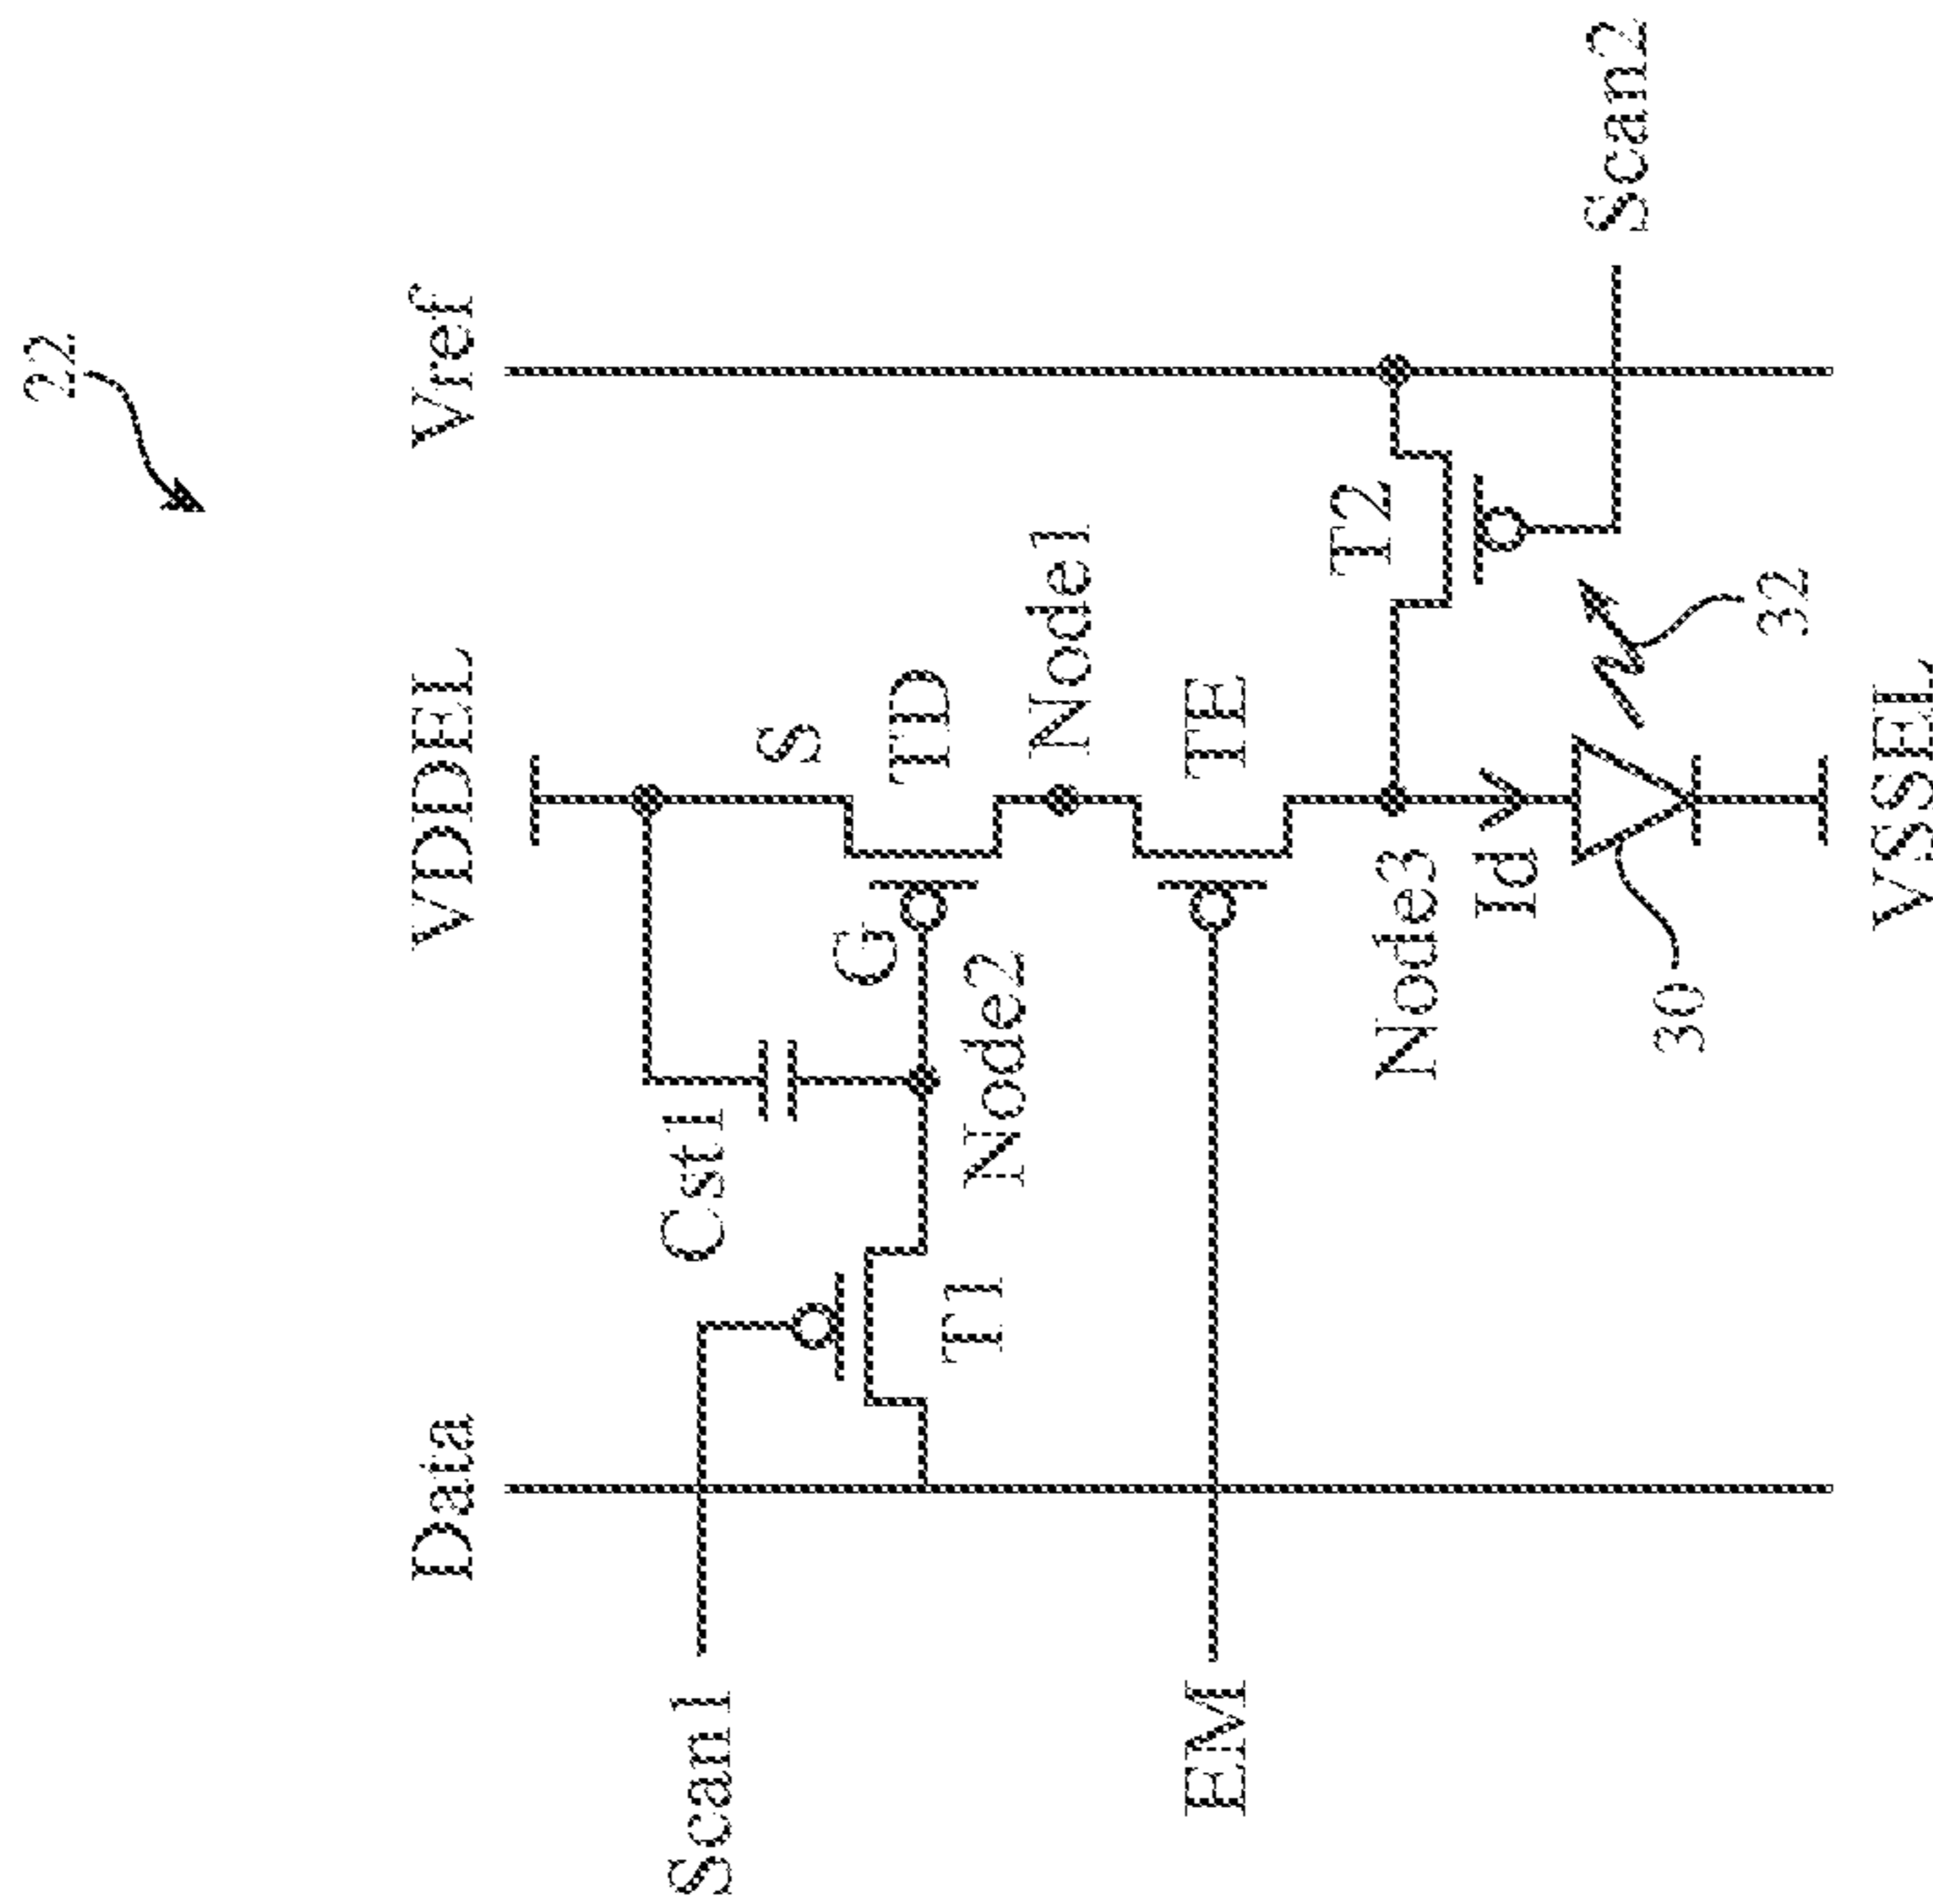 22
Data
VDDEL
Vref
Scan1
Cst1
S
G
TD
T1
Node2
Node1
EM
TE
T2
Node3
Id
Scan2
30
32
VSSEL